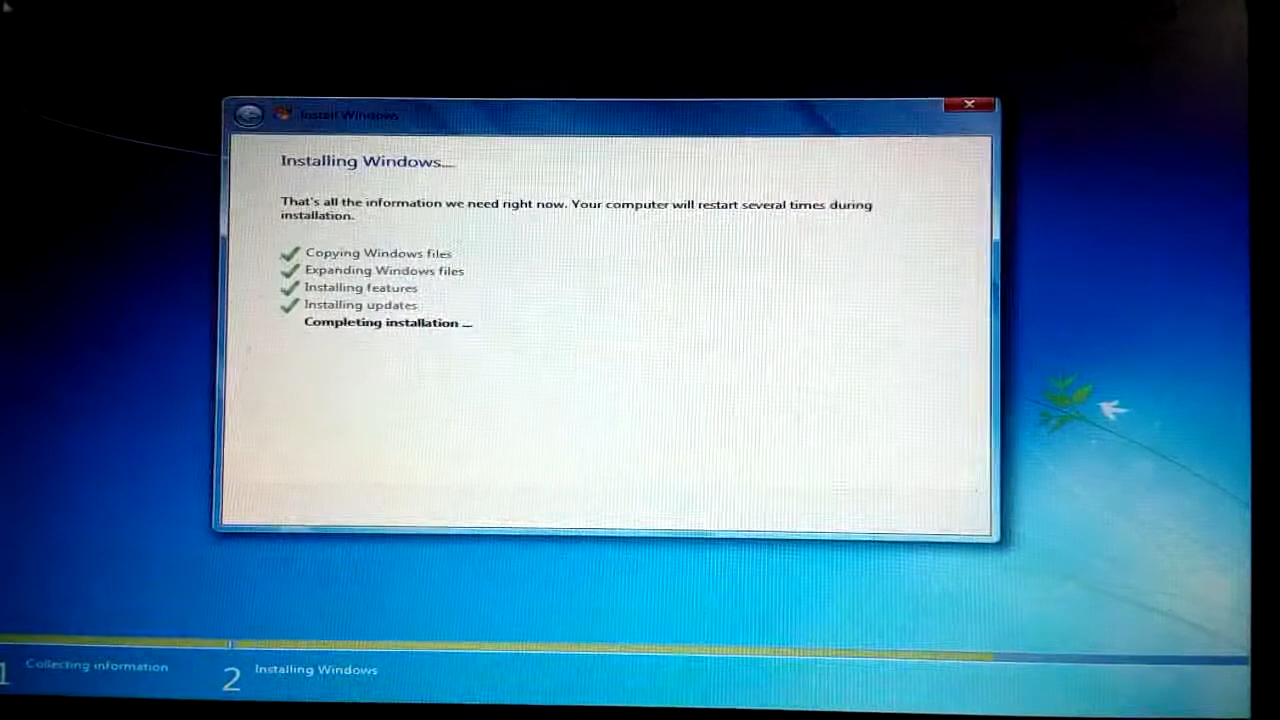 Install Windows
Installing Windows...
That's all the information we need right now. Your computer will restart several times during
installation.
Copying Windows files
Expanding Windows files
Installing features
Installing updates
Completing installation ...
1 Collecting information
2 Installing Windows